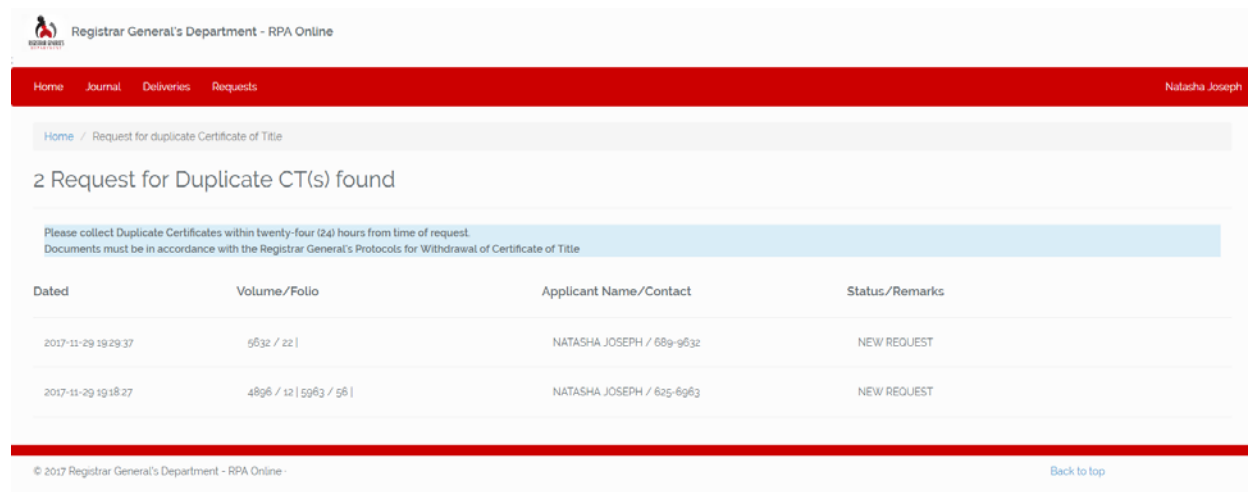 Registrar General's Department - RPA Online
Home Journal Deliveries Requests Natasha Joseph
Home / Request for duplicate Certificate of Title
2 Request for Duplicate CT(s) found
Please collect Duplicate Certificates within twenty-four (24) hours from time of request.
Documents must be in accordance with the Registrar General's Protocols for Withdrawal of Certificate of Title
Dated Volume/Folio Applicant Name/Contact Status/Remarks
2017-11-29 19:29:37 5632 / 22 | NATASHA JOSEPH / 689-9632 NEW REQUEST
2017-11-29 19:18:27 4896 / 12 | 5963 / 56 | NATASHA JOSEPH / 625-6963 NEW REQUEST
© 2017 Registrar General's Department - RPA Online · Back to top